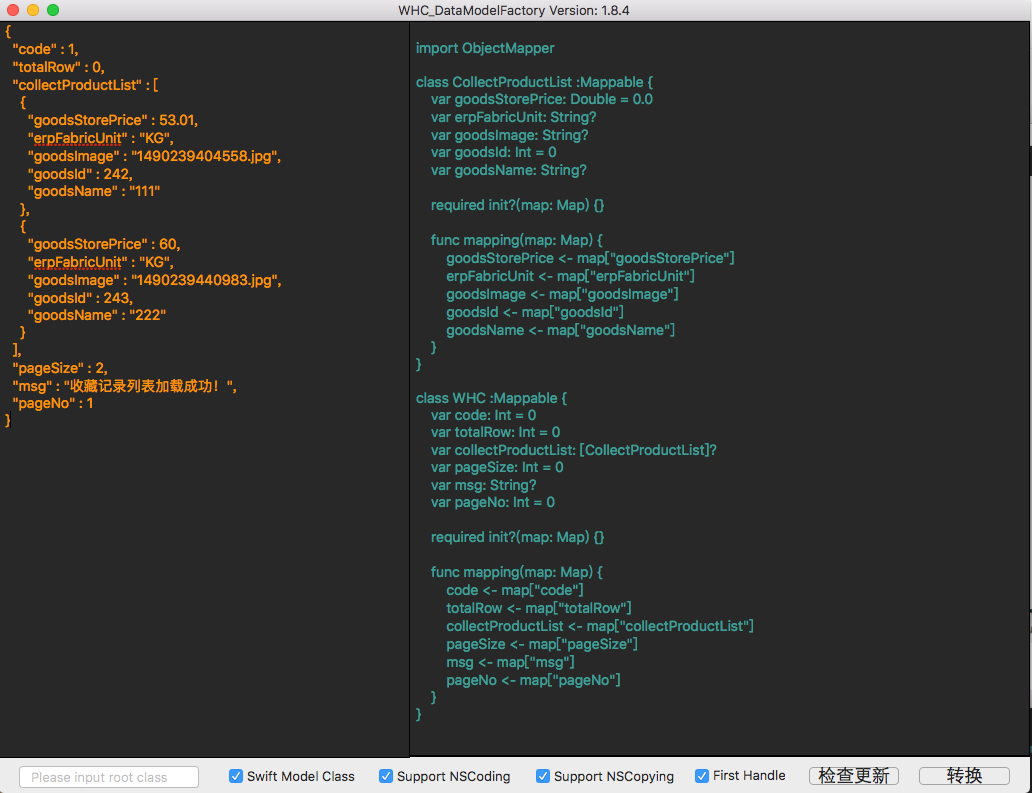 WHC_DataModelFactory Version: 1.8.4
{
"code" : 1,
"totalRow" : 0,
"collectProductList" : [
{
"goodsStorePrice" : 53.01,
"erpFabricUnit" : "KG",
"goodsImage" : "1490239404558.jpg",
"goodsId" : 242,
"goodsName" : "111"
},
{
"goodsStorePrice" : 60,
"erpFabricUnit" : "KG",
"goodsImage" : "1490239440983.jpg",
"goodsId" : 243,
"goodsName" : "222"
}
],
"pageSize" : 2,
"msg" : "收藏记录列表加载成功！",
"pageNo" : 1
}
import ObjectMapper
class CollectProductList :Mappable {
var goodsStorePrice: Double = 0.0
var erpFabricUnit: String?
var goodsImage: String?
var goodsId: Int = 0
var goodsName: String?
required init?(map: Map) {}
func mapping(map: Map) {
goodsStorePrice <- map["goodsStorePrice"]
erpFabricUnit <- map["erpFabricUnit"]
goodsImage <- map["goodsImage"]
goodsId <- map["goodsId"]
goodsName <- map["goodsName"]
}
}
class WHC :Mappable {
var code: Int = 0
var totalRow: Int = 0
var collectProductList: [CollectProductList]?
var pageSize: Int = 0
var msg: String?
var pageNo: Int = 0
required init?(map: Map) {}
func mapping(map: Map) {
code <- map["code"]
totalRow <- map["totalRow"]
collectProductList <- map["collectProductList"]
pageSize <- map["pageSize"]
msg <- map["msg"]
pageNo <- map["pageNo"]
}
}
Please input root class
Swift Model Class
Support NSCoding
Support NSCopying
First Handle
检查更新
转换